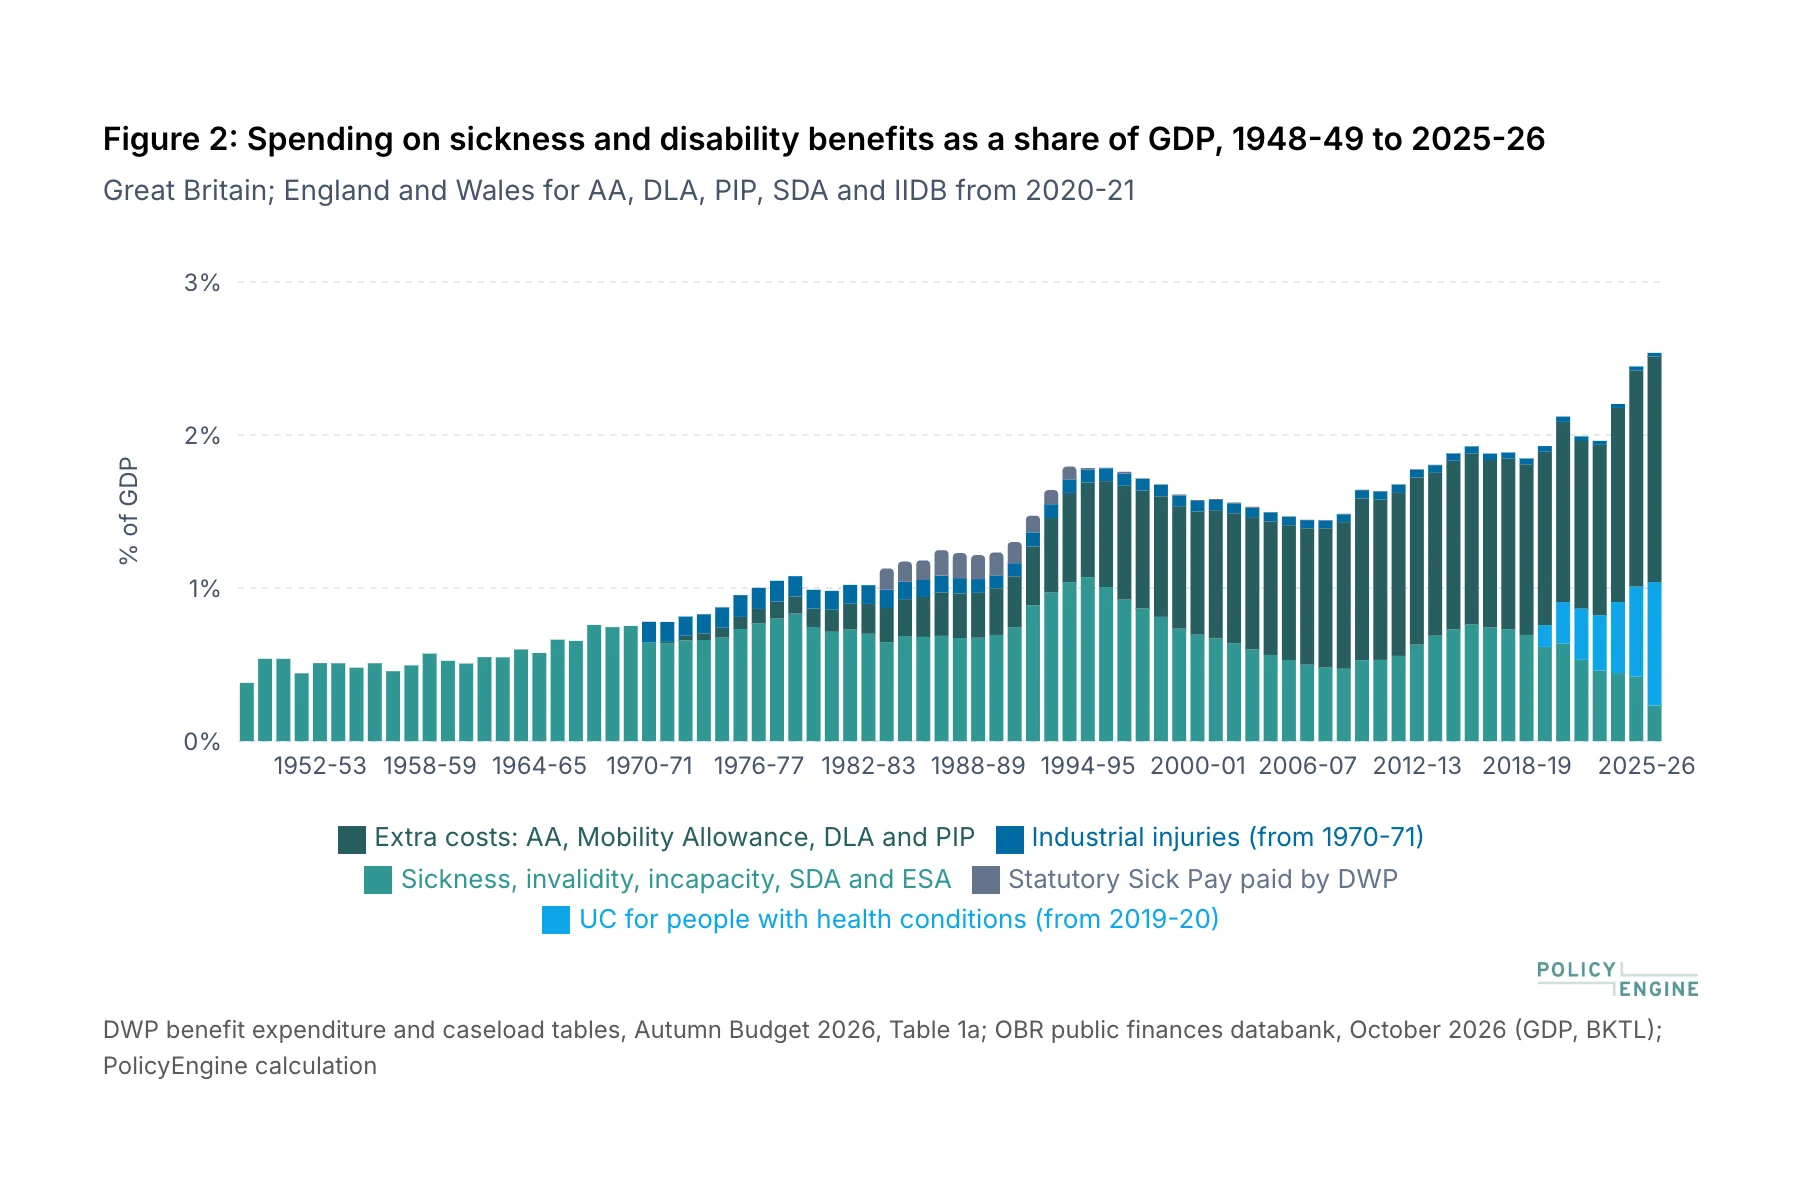 Figure 2: Spending on sickness and disability benefits as a share of GDP, 1948-49 to 2025-26
Great Britain; England and Wales for AA, DLA, PIP, SDA and IIDB from 2020-21
3%
2%
1%
0%
% of GDP
1952-53 1958-59 1964-65 1970-71 1976-77 1982-83 1988-89 1994-95 2000-01 2006-07 2012-13 2018-19 2025-26
Extra costs: AA, Mobility Allowance, DLA and PIP Industrial injuries (from 1970-71)
Sickness, invalidity, incapacity, SDA and ESA Statutory Sick Pay paid by DWP
UC for people with health conditions (from 2019-20)
POLICY
ENGINE
DWP benefit expenditure and caseload tables, Autumn Budget 2026, Table 1a; OBR public finances databank, October 2026 (GDP, BKTL);
PolicyEngine calculation